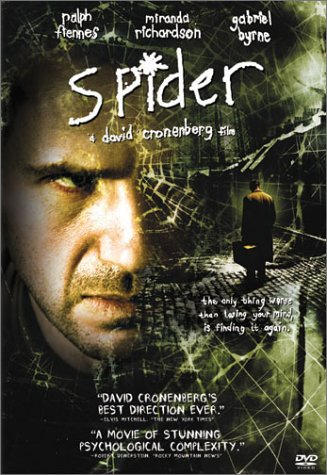 ralph fiennes
miranda richardson
gabriel byrne
spider
a david cronenberg film
the only thing worse
than losing your mind,
is finding it again.
"DAVID CRONENBERG'S
BEST DIRECTION EVER."
-ELVIS MITCHELL, "THE NEW YORK TIMES"
"A MOVIE OF STUNNING
PSYCHOLOGICAL COMPLEXITY."
-ROBERT DENERSTEIN, "ROCKY MOUNTAIN NEWS"
DVD
VIDEO